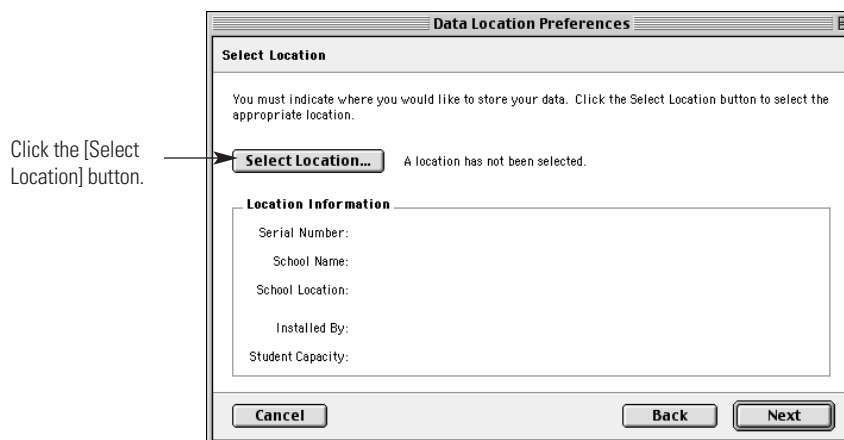 Data Location Preferences
Select Location
You must indicate where you would like to store your data. Click the Select Location button to select the
appropriate location.
Click the [Select
Location] button.
Select Location...
A location has not been selected.
Location Information
Serial Number:
School Name:
School Location:
Installed By:
Student Capacity:
Cancel
Back
Next